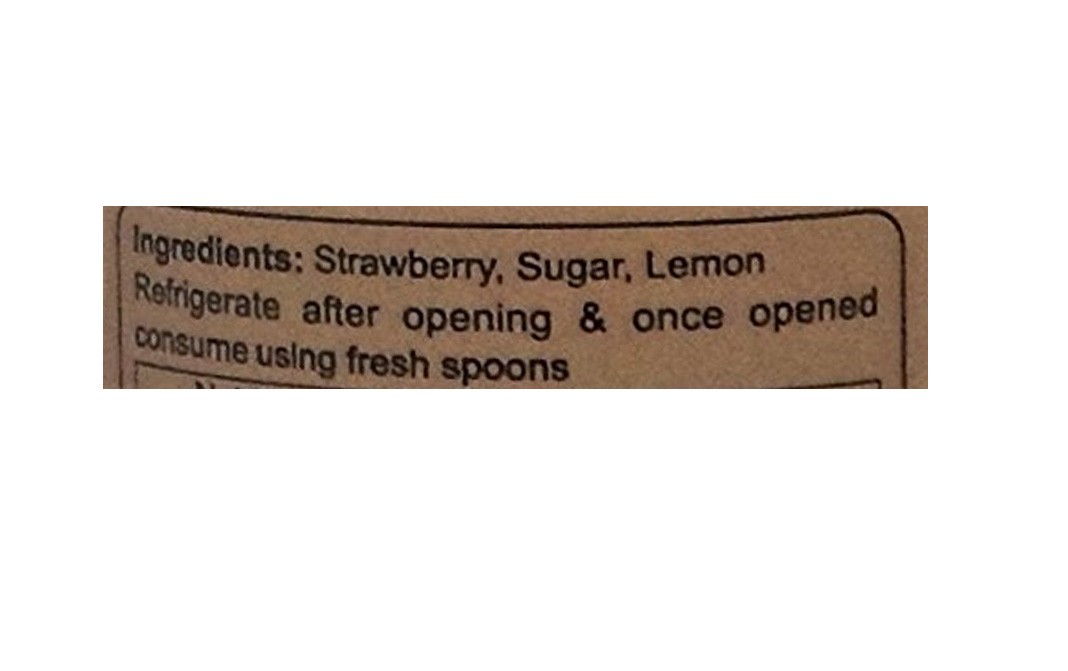 Ingredients: Strawberry, Sugar, Lemon
Refrigerate after opening & once opened
consume using fresh spoons